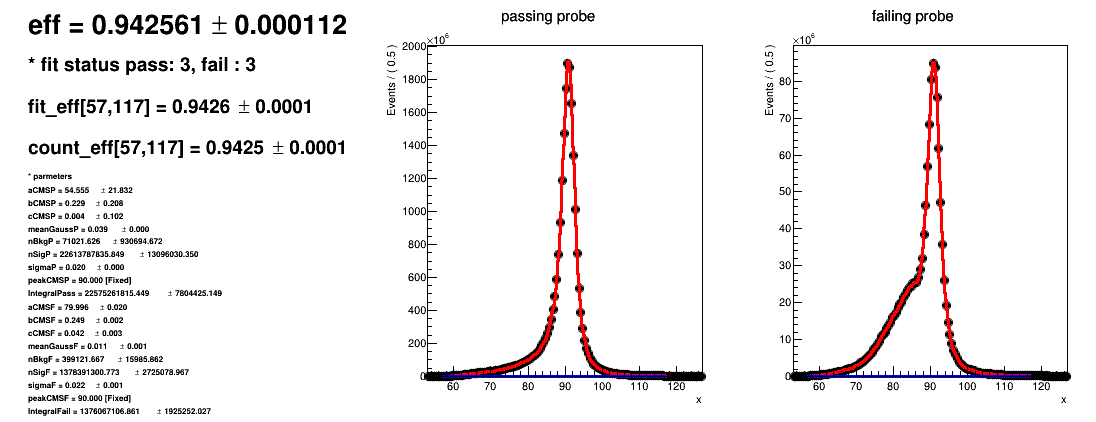 eff = 0.942561 ± 0.000112
* fit status pass: 3, fail : 3
fit_eff[57,117] = 0.9426 ± 0.0001
count_eff[57,117] = 0.9425 ± 0.0001
* parmeters
aCMSP = 54.555 ± 21.832
bCMSP = 0.229 ± 0.208
cCMSP = 0.004 ± 0.102
meanGaussP = 0.039 ± 0.000
nBkgP = 71021.626 ± 930694.672
nSigP = 22613787835.849 ± 13096030.350
sigmaP = 0.020 ± 0.000
peakCMSP = 90.000 [Fixed]
IntegralPass = 22575261815.449 ± 7804425.149
aCMSF = 79.996 ± 0.020
bCMSF = 0.249 ± 0.002
cCMSF = 0.042 ± 0.003
meanGaussF = 0.011 ± 0.001
nBkgF = 399121.667 ± 15985.862
nSigF = 1378391300.773 ± 2725078.967
sigmaF = 0.022 ± 0.001
peakCMSF = 90.000 [Fixed]
IntegralFail = 1376067106.861 ± 1925252.027
passing probe
×10⁶
Events / ( 0.5 )
2000
1800
1600
1400
1200
1000
800
600
400
200
0
60 70 80 90 100 110 120
x
failing probe
×10⁶
Events / ( 0.5 )
80
70
60
50
40
30
20
10
0
60 70 80 90 100 110 120
x